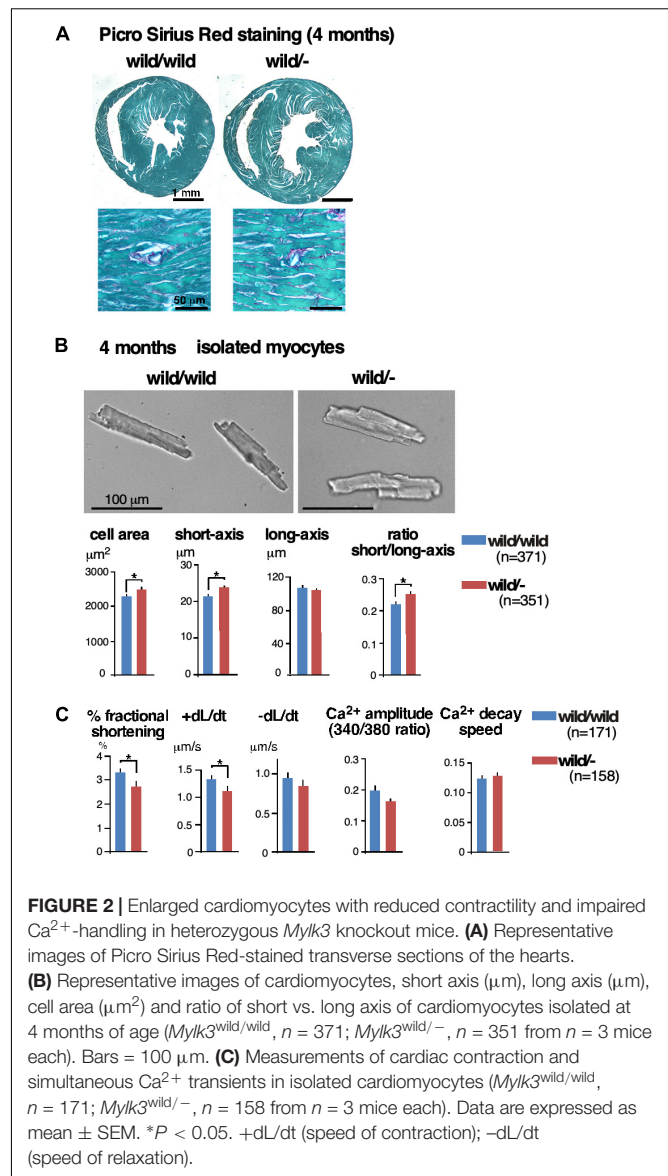 A Picro Sirius Red staining (4 months)
wild/wild wild/-
1 mm
50 μm
B 4 months isolated myocytes
wild/wild wild/-
100 μm
cell area short-axis long-axis ratio short/long-axis
μm² μm μm
3000 30 120 0.3
2000 20 80 0.2
1000 10 40 0.1
0 0 0 0
* * *
wild/wild
(n=371)
wild/-
(n=351)
C % fractional shortening +dL/dt -dL/dt Ca²⁺ amplitude (340/380 ratio) Ca²⁺ decay speed
% μm/s μm/s
4 1.5 1.0 0.4 0.15
3 1.0 0.5 0.2 0.10
2 0.5 0 0 0.05
1 0 0
0
* *
wild/wild
(n=171)
wild/-
(n=158)
FIGURE 2 | Enlarged cardiomyocytes with reduced contractility and impaired
Ca²⁺-handling in heterozygous Mylk3 knockout mice. (A) Representative
images of Picro Sirius Red-stained transverse sections of the hearts.
(B) Representative images of cardiomyocytes, short axis (μm), long axis (μm),
cell area (μm²) and ratio of short vs. long axis of cardiomyocytes isolated at
4 months of age (Mylk3wild/wild, n = 371; Mylk3wild/−, n = 351 from n = 3 mice
each). Bars = 100 μm. (C) Measurements of cardiac contraction and
simultaneous Ca²⁺ transients in isolated cardiomyocytes (Mylk3wild/wild,
n = 171; Mylk3wild/−, n = 158 from n = 3 mice each). Data are expressed as
mean ± SEM. *P < 0.05. +dL/dt (speed of contraction); –dL/dt
(speed of relaxation).